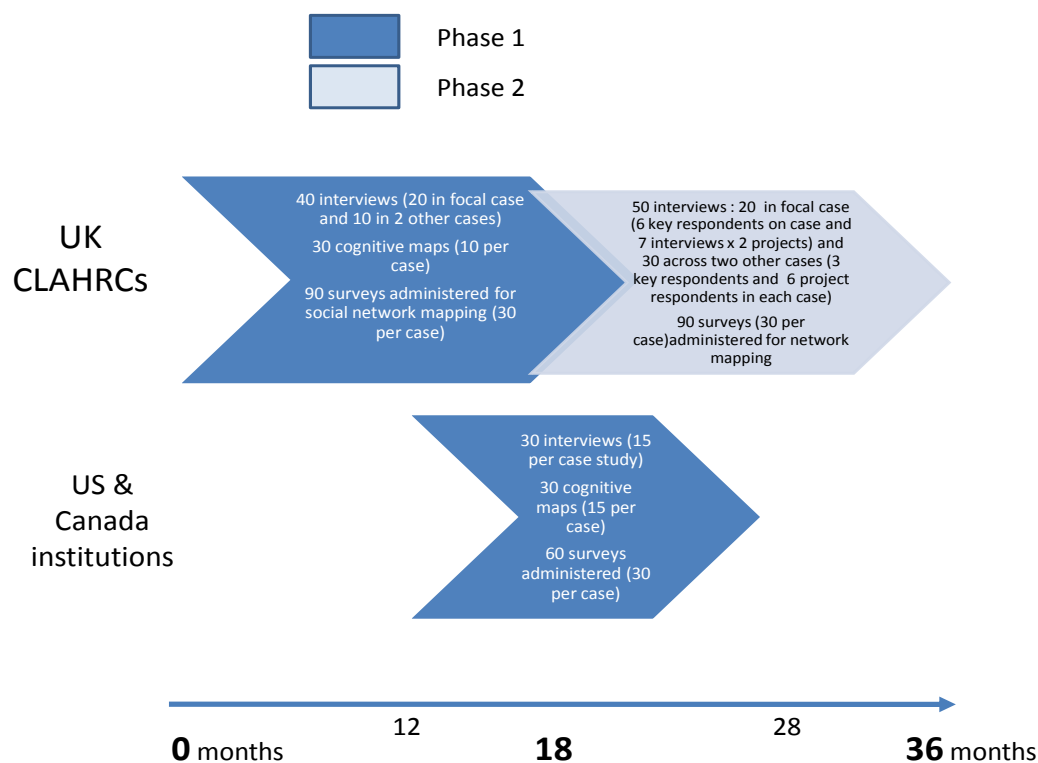 Phase 1
Phase 2
UK
CLAHRCs
40 interviews (20 in focal case
and 10 in 2 other cases)
30 cognitive maps (10 per
case)
90 surveys administered for
social network mapping (30
per case)
50 interviews : 20 in focal case
(6 key respondents on case and
7 interviews x 2 projects) and
30 across two other cases (3
key respondents and 6 project
respondents in each case)
90 surveys (30 per
case)administered for network
mapping
US &
Canada
institutions
30 interviews (15
per case study)
30 cognitive
maps (15 per
case)
60 surveys
administered (30
per case)
12
28
0 months
18
36 months